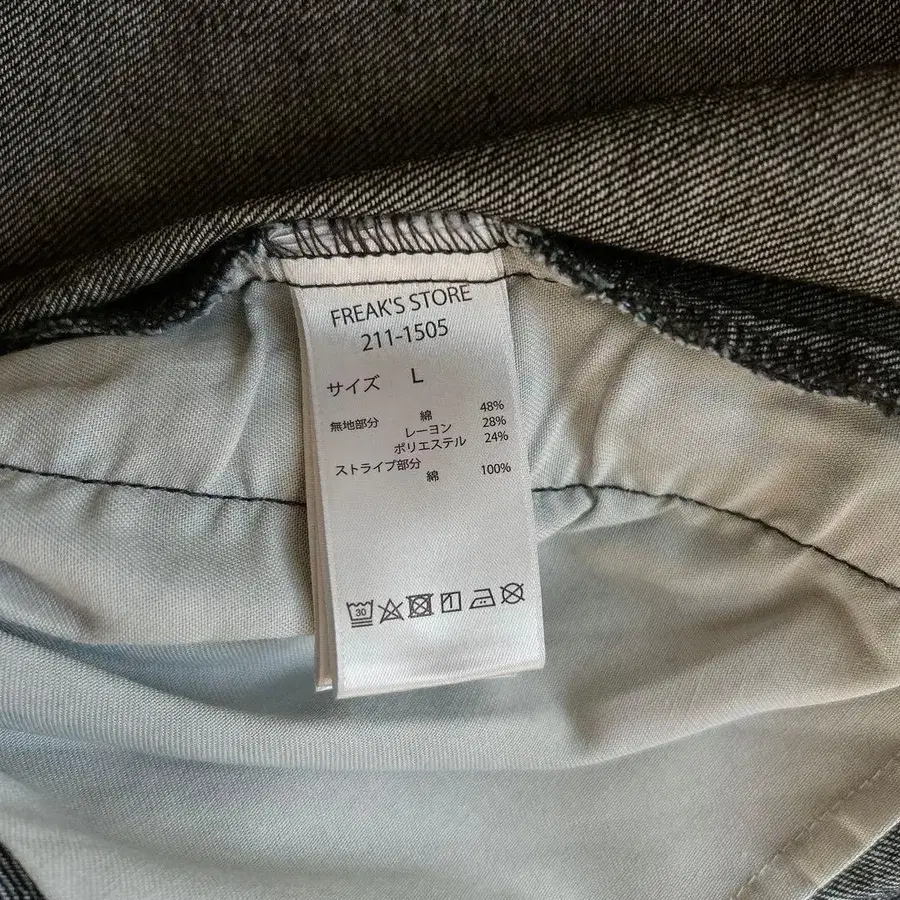 FREAK'S STORE
211-1505
サイズ L
無地部分 綿 48%
レーヨン 28%
ポリエステル 24%
ストライプ部分
綿 100%
30